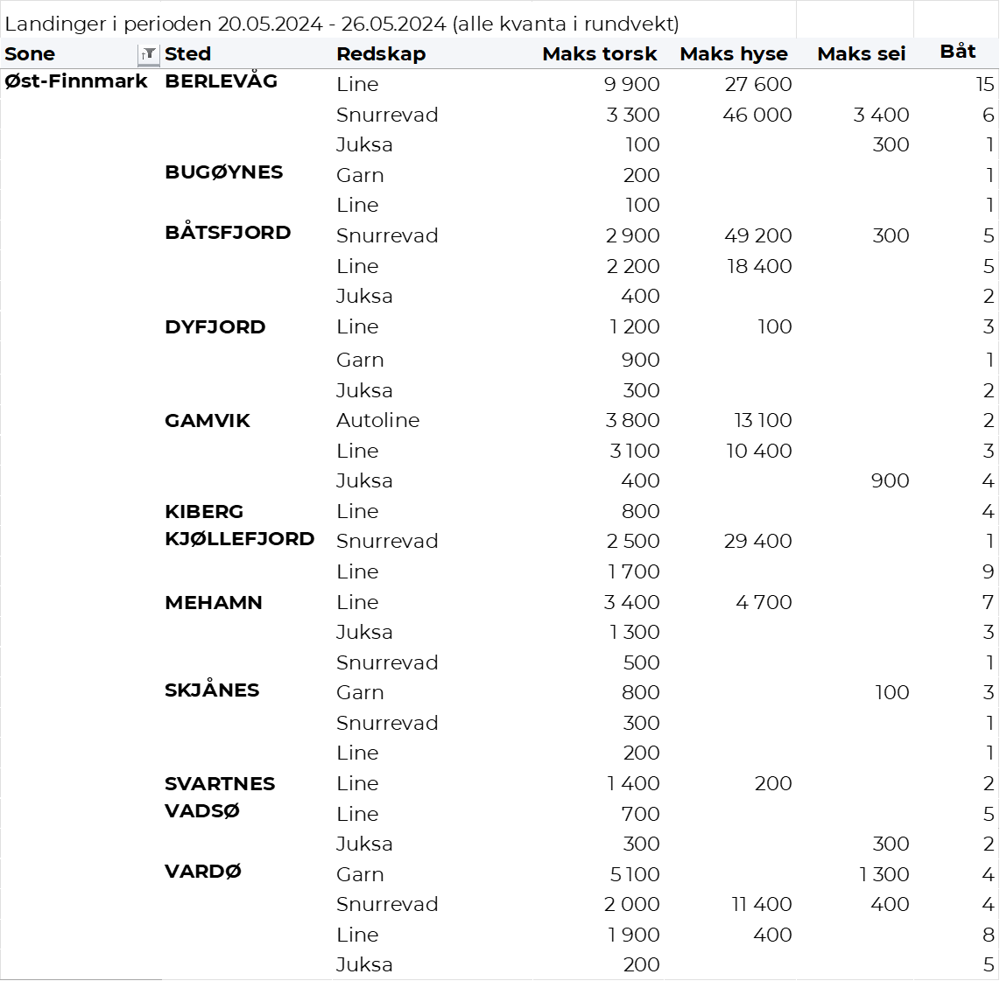 Landinger i perioden 20.05.2024 - 26.05.2024 (alle kvanta i rundvekt)
Sone Sted Redskap Maks torsk Maks hyse Maks sei Båt
Øst-Finnmark BERLEVÅG Line 9 900 27 600 15
Snurrevad 3 300 46 000 3 400 6
Juksa 100 300 1
BUGØYNES Garn 200 1
Line 100 1
BÅTSFJORD Snurrevad 2 900 49 200 300 5
Line 2 200 18 400 5
Juksa 400 2
DYFJORD Line 1 200 100 3
Garn 900 1
Juksa 300 2
GAMVIK Autoline 3 800 13 100 2
Line 3 100 10 400 3
Juksa 400 900 4
KIBERG Line 800 4
KJØLLEFJORD Snurrevad 2 500 29 400 1
Line 1 700 9
MEHAMN Line 3 400 4 700 7
Juksa 1 300 3
Snurrevad 500 1
SKJÅNES Garn 800 100 3
Snurrevad 300 1
Line 200 1
SVARTNES Line 1 400 200 2
VADSØ Line 700 5
Juksa 300 300 2
VARDØ Garn 5 100 1 300 4
Snurrevad 2 000 11 400 400 4
Line 1 900 400 8
Juksa 200 5